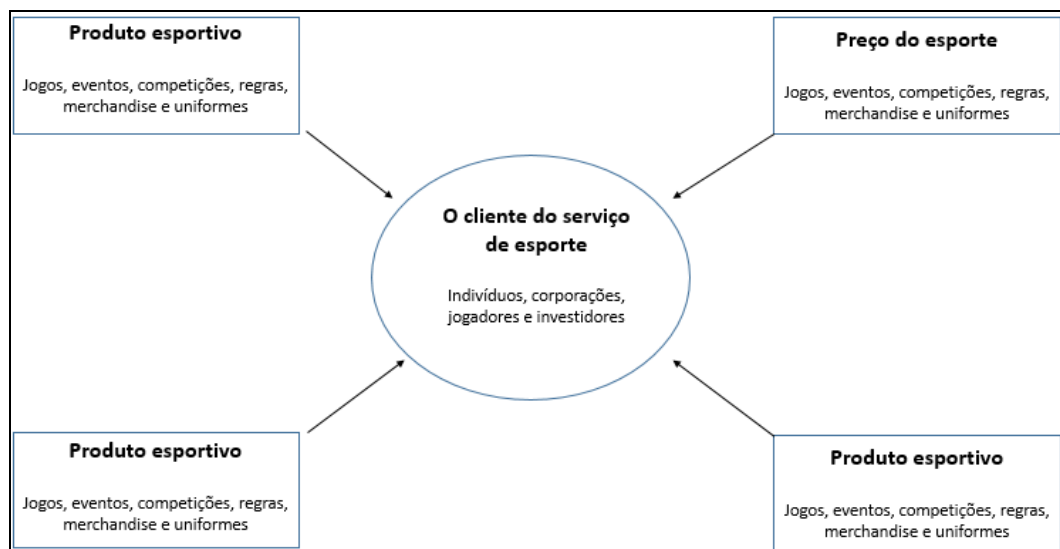 Produto esportivo
Jogos, eventos, competições, regras,
merchandise e uniformes
Preço do esporte
Jogos, eventos, competições, regras,
merchandise e uniformes
O cliente do serviço
de esporte
Indivíduos, corporações,
jogadores e investidores
Produto esportivo
Jogos, eventos, competições, regras,
merchandise e uniformes
Produto esportivo
Jogos, eventos, competições, regras,
merchandise e uniformes